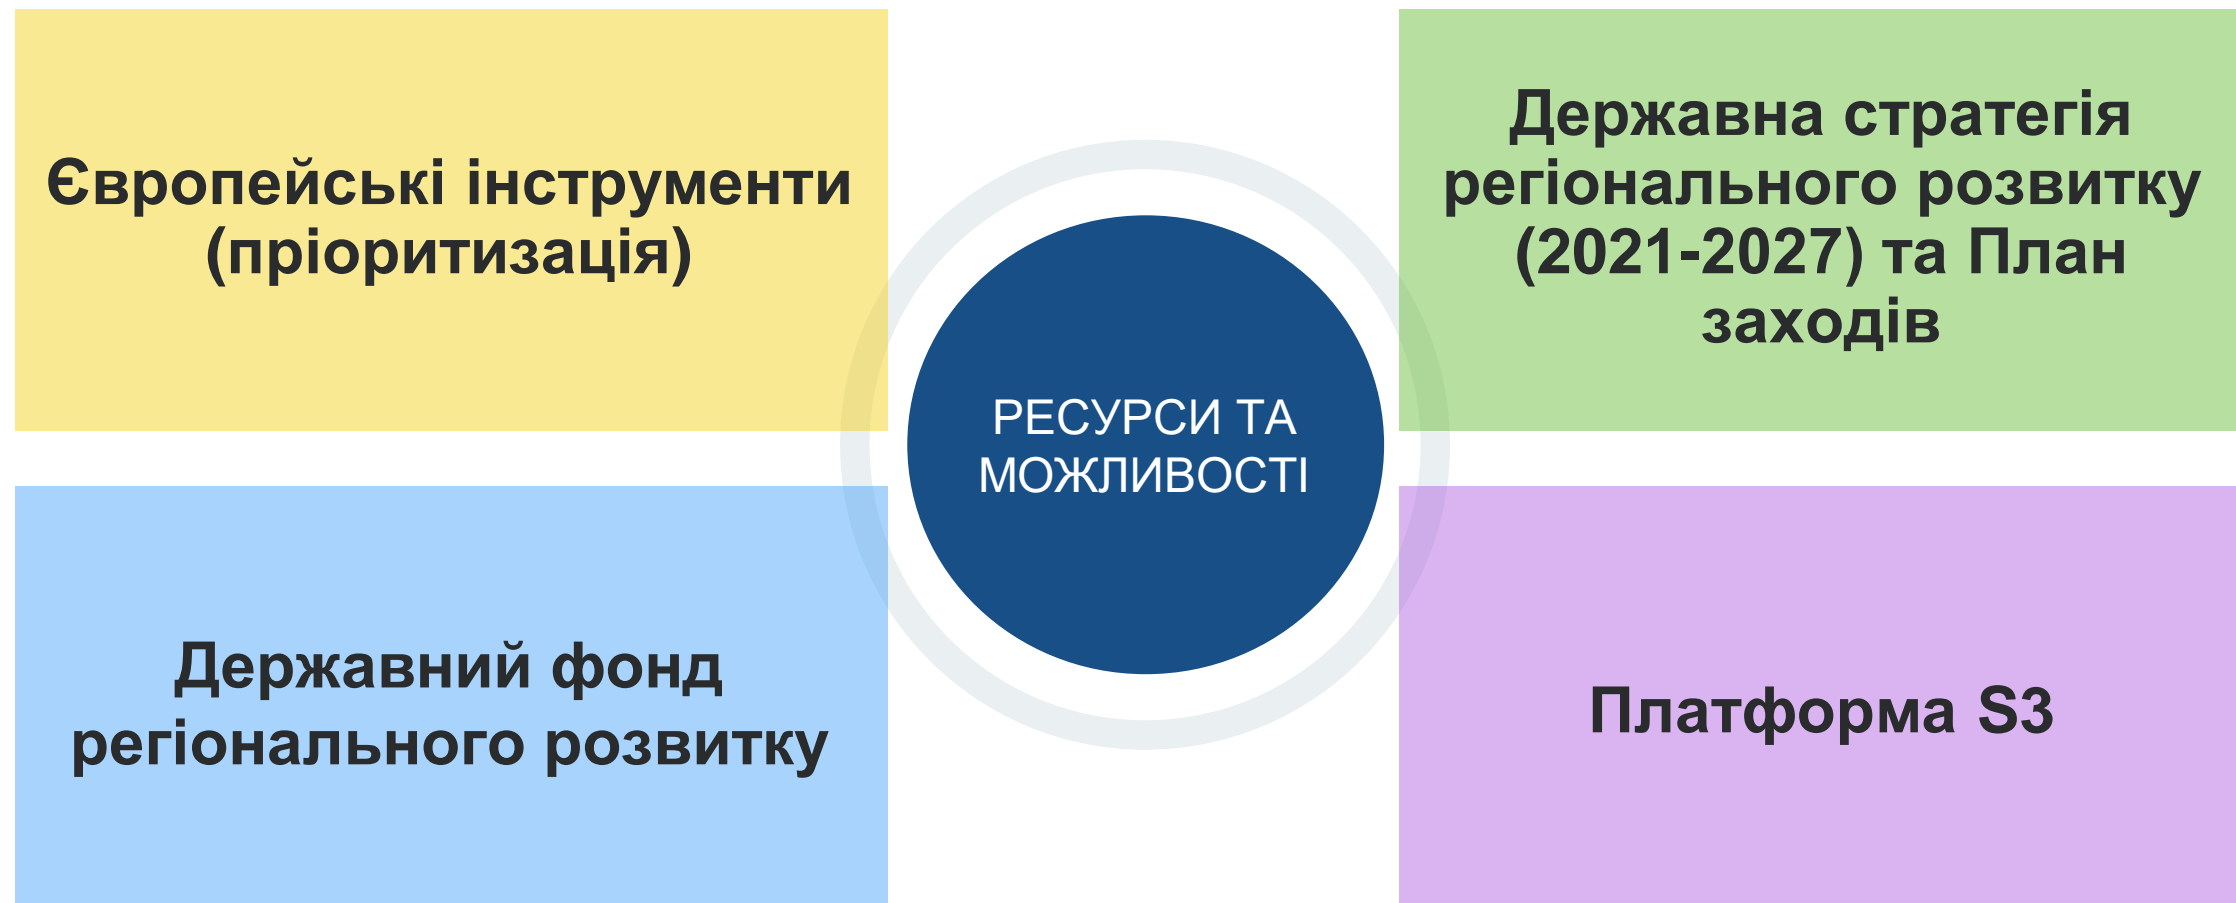 Європейські інструменти
(пріоритизація)
Державна стратегія
регіонального розвитку
(2021-2027) та План
заходів
РЕСУРСИ ТА
МОЖЛИВОСТІ
Державний фонд
регіонального розвитку
Платформа S3